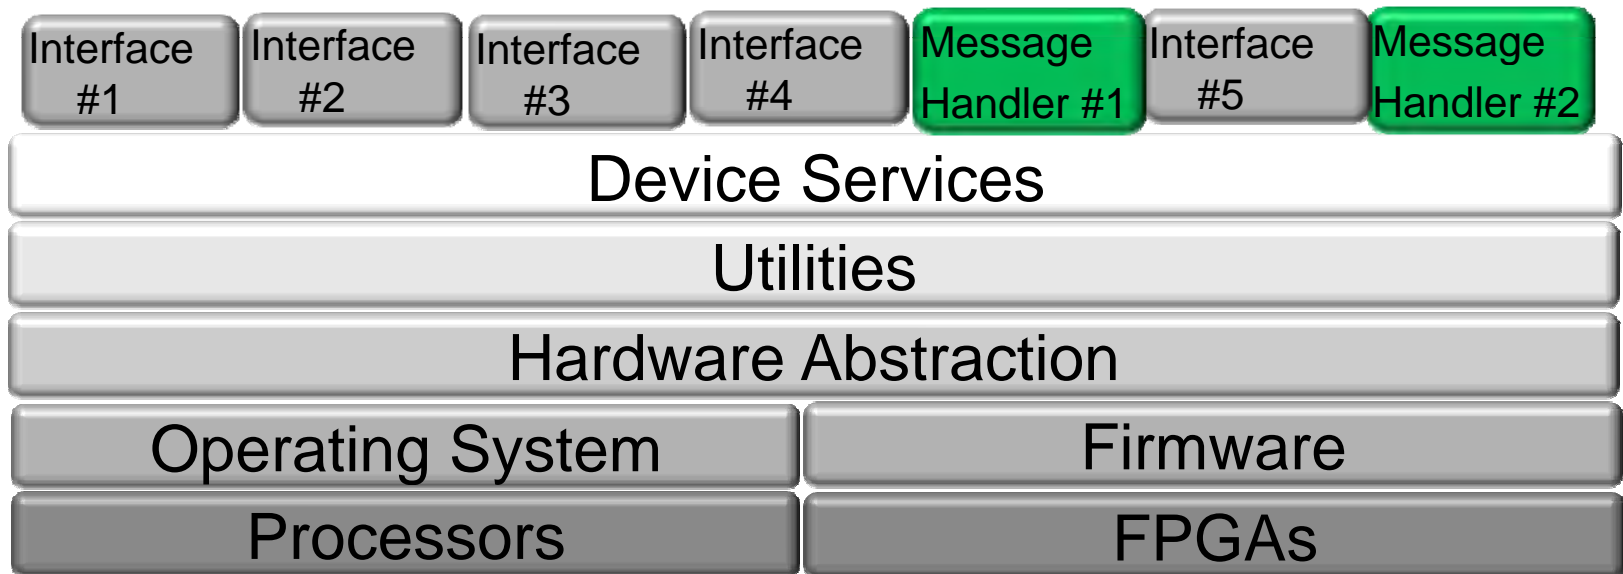 Interface
#1
Interface
#2
Interface
#3
Interface
#4
Message
Handler #1
Interface
#5
Message
Handler #2
Device Services
Utilities
Hardware Abstraction
Operating System
Firmware
Processors
FPGAs